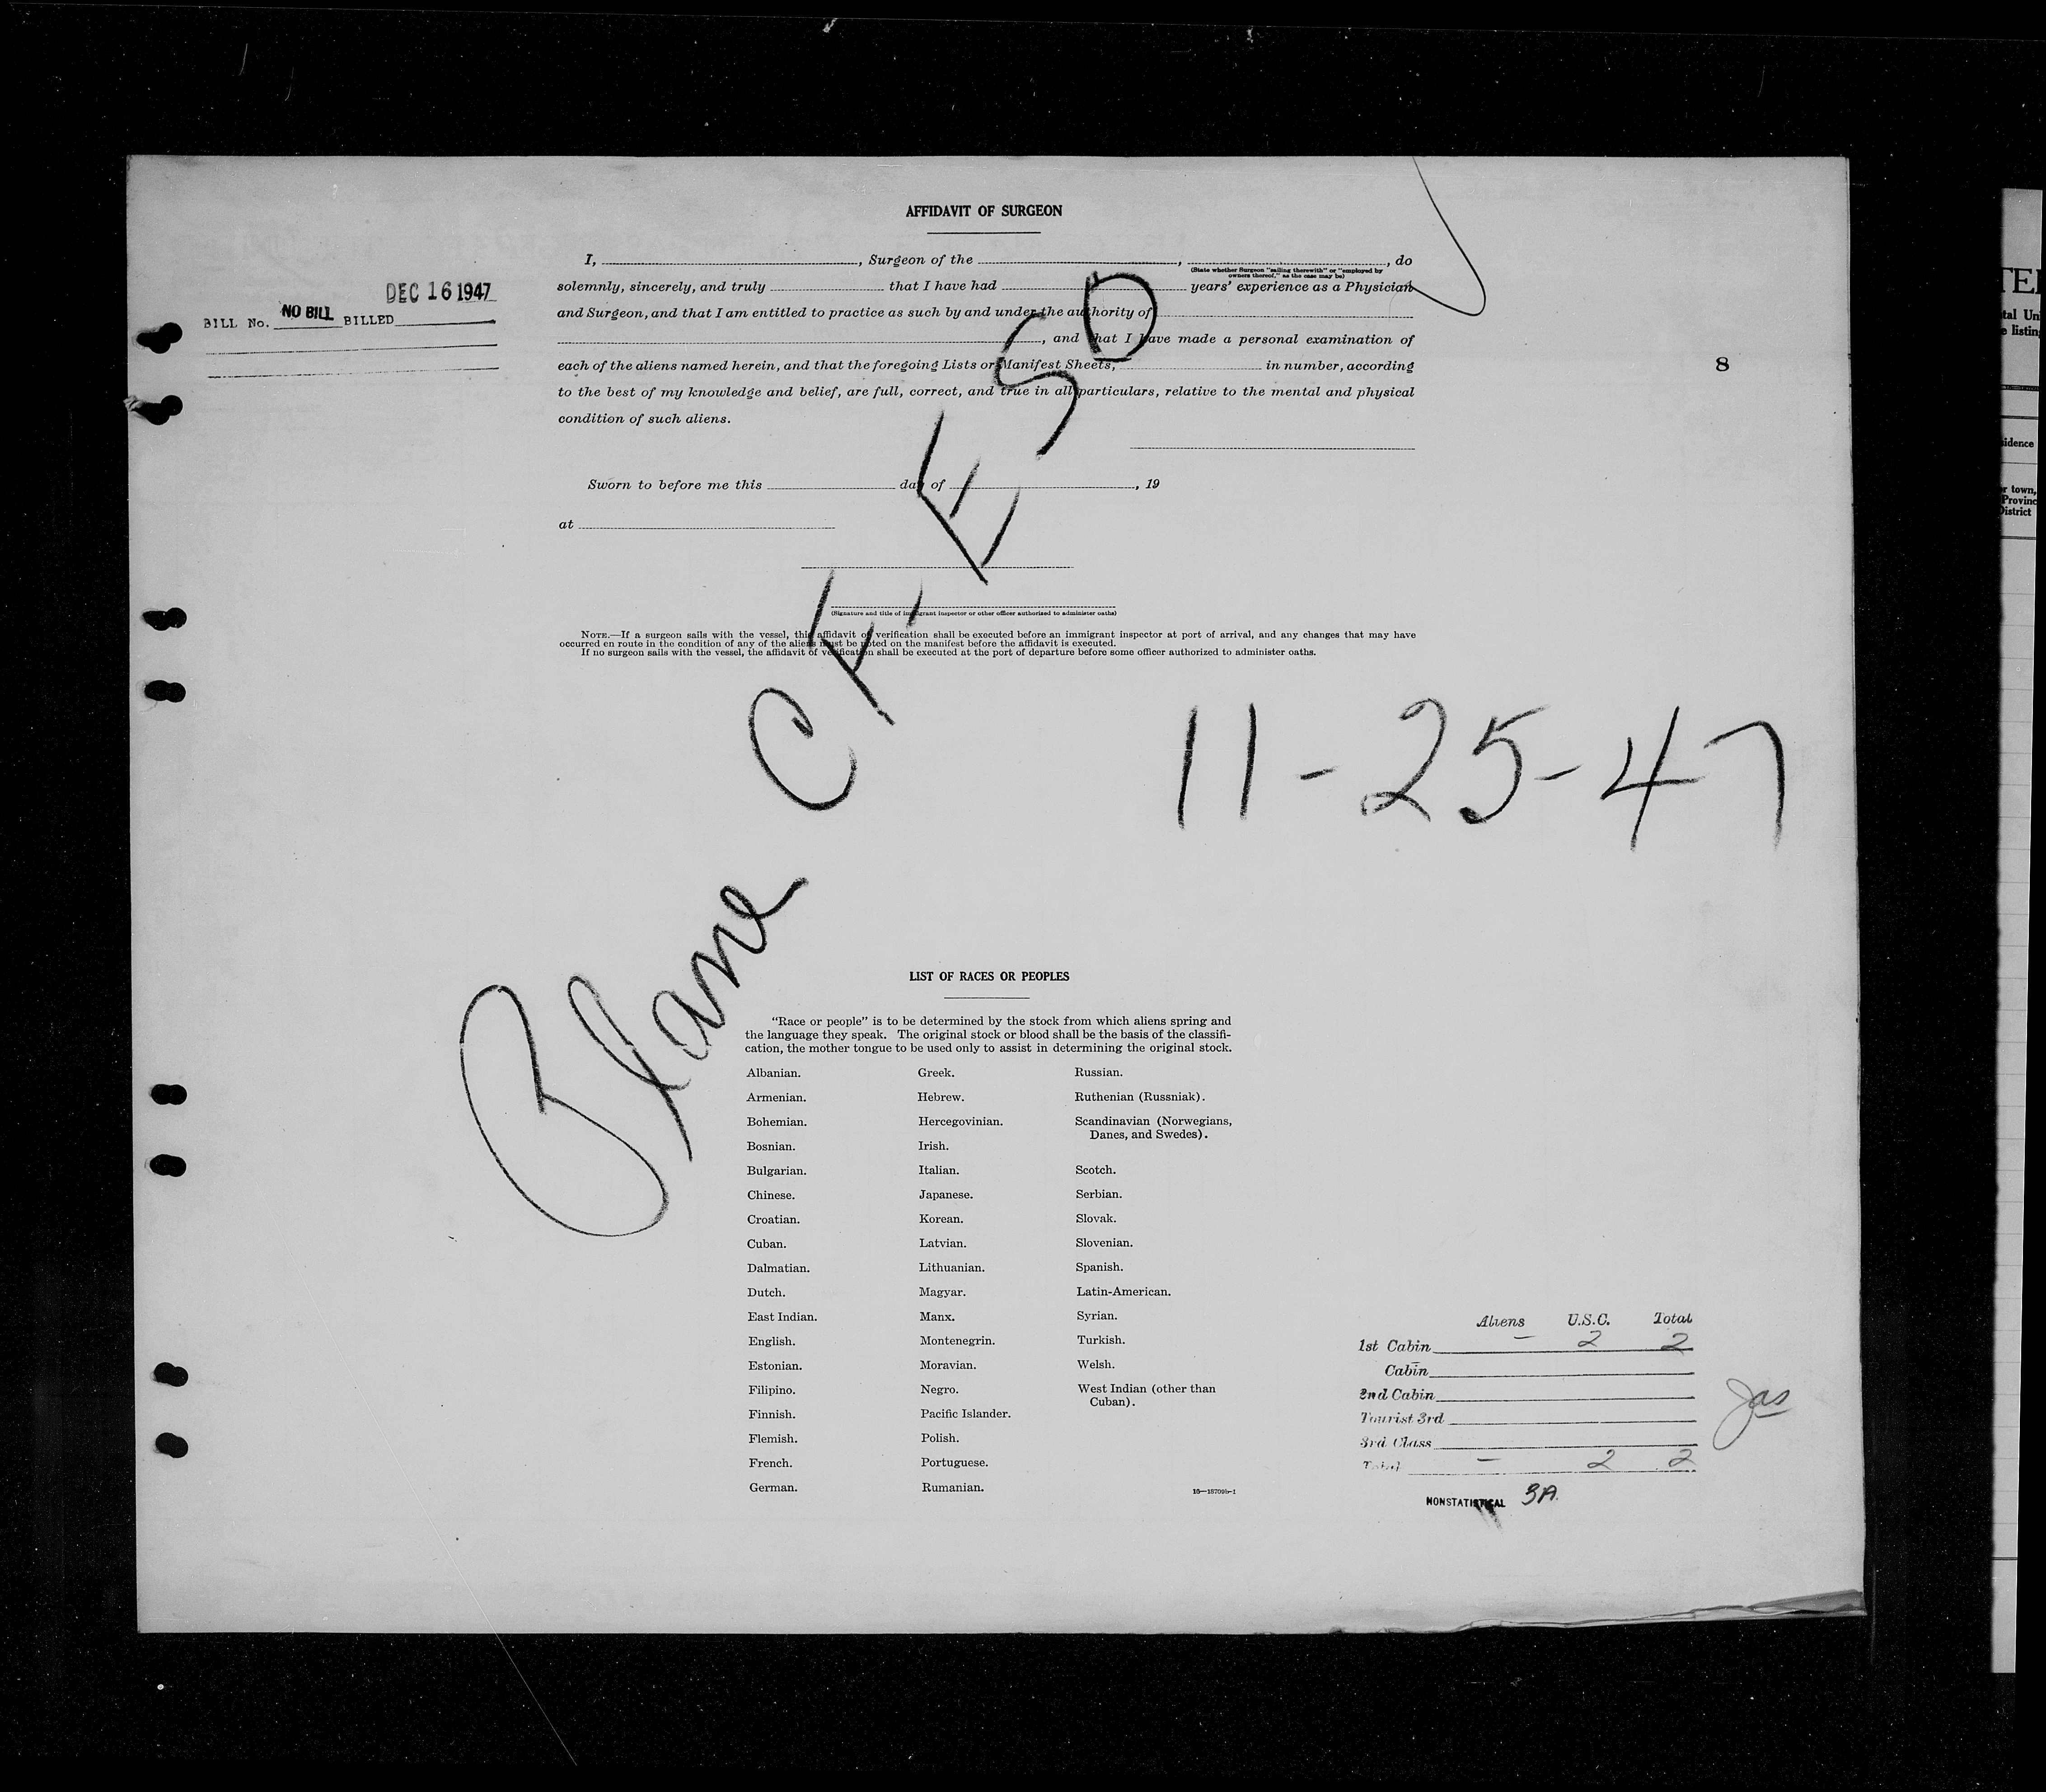 AFFIDAVIT OF SURGEON
I, , Surgeon of the , , do
(State whether Surgeon "sailing therewith" or "employed by
owners thereof," as the case may be)
solemnly, sincerely, and truly that I have had years' experience as a Physician
and Surgeon, and that I am entitled to practice as such by and under the authority of
, and that I have made a personal examination of
each of the aliens named herein, and that the foregoing Lists or Manifest Sheets, in number, according
to the best of my knowledge and belief, are full, correct, and true in all particulars, relative to the mental and physical
condition of such aliens.
DEC 16 1947
BILL No. NO BILL BILLED
8
Sworn to before me this day of , 19
at
(Signature and title of immigrant inspector or other officer authorized to administer oaths)
NOTE.—If a surgeon sails with the vessel, this affidavit of verification shall be executed before an immigrant inspector at port of arrival, and any changes that may have
occurred en route in the condition of any of the aliens must be noted on the manifest before the affidavit is executed.
If no surgeon sails with the vessel, the affidavit of verification shall be executed at the port of departure before some officer authorized to administer oaths.
11-25-47
LIST OF RACES OR PEOPLES
"Race or people" is to be determined by the stock from which aliens spring and
the language they speak. The original stock or blood shall be the basis of the classifi-
cation, the mother tongue to be used only to assist in determining the original stock.
Albanian. Greek. Russian.
Armenian. Hebrew. Ruthenian (Russniak).
Bohemian. Hercegovinian. Scandinavian (Norwegians,
Danes, and Swedes).
Bosnian. Irish.
Bulgarian. Italian. Scotch.
Chinese. Japanese. Serbian.
Croatian. Korean. Slovak.
Cuban. Latvian. Slovenian.
Dalmatian. Lithuanian. Spanish.
Dutch. Magyar. Latin-American.
East Indian. Manx. Syrian.
English. Montenegrin. Turkish.
Estonian. Moravian. Welsh.
Filipino. Negro. West Indian (other than
Cuban).
Finnish. Pacific Islander.
Flemish. Polish.
French. Portuguese.
German. Rumanian.
16—18709b-1
Aliens U.S.C. Total
1st Cabin — 2 2
Cabin
2nd Cabin
Tourist 3rd
3rd Class
Total — 2 2
Jas
NONSTATISTICAL
tal Un
e listin
idence
r town,
Provinc
District